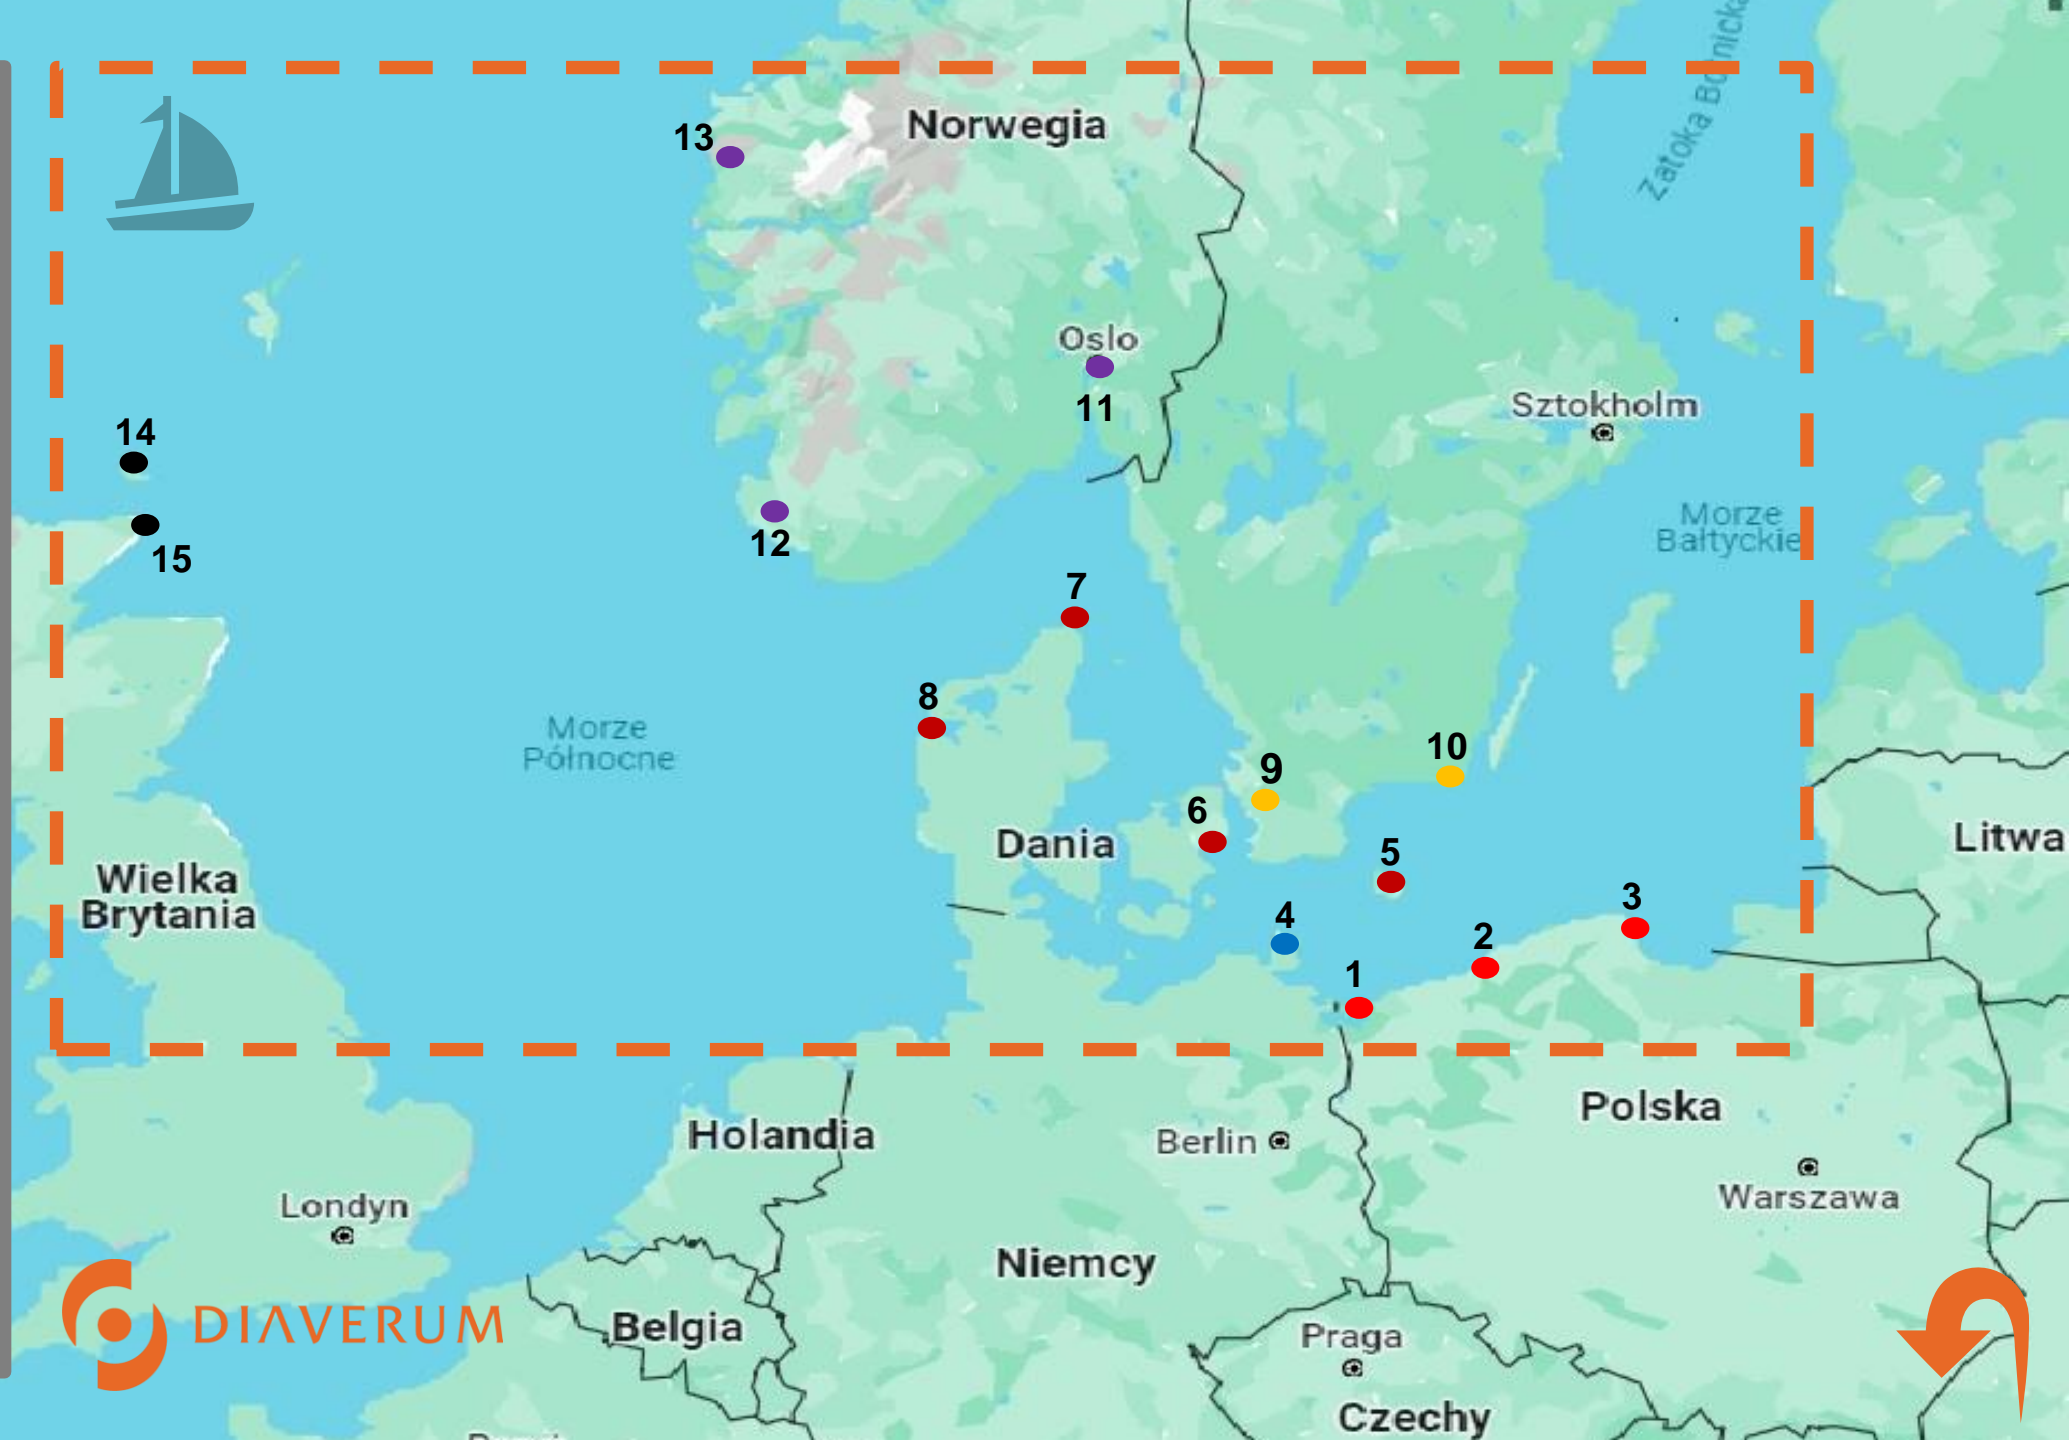 Zatoka Botnicka
Norwegia
13
Oslo
11
Sztokholm
14
15
12
Morze
Bałtyckie
7
8
Morze
Północne
10
9
6
Dania
5
Litwa
Wielka
Brytania
4
3
2
1
Polska
Holandia
Berlin
Warszawa
Londyn
Niemcy
DIAVERUM
Belgia
Praga
Czechy